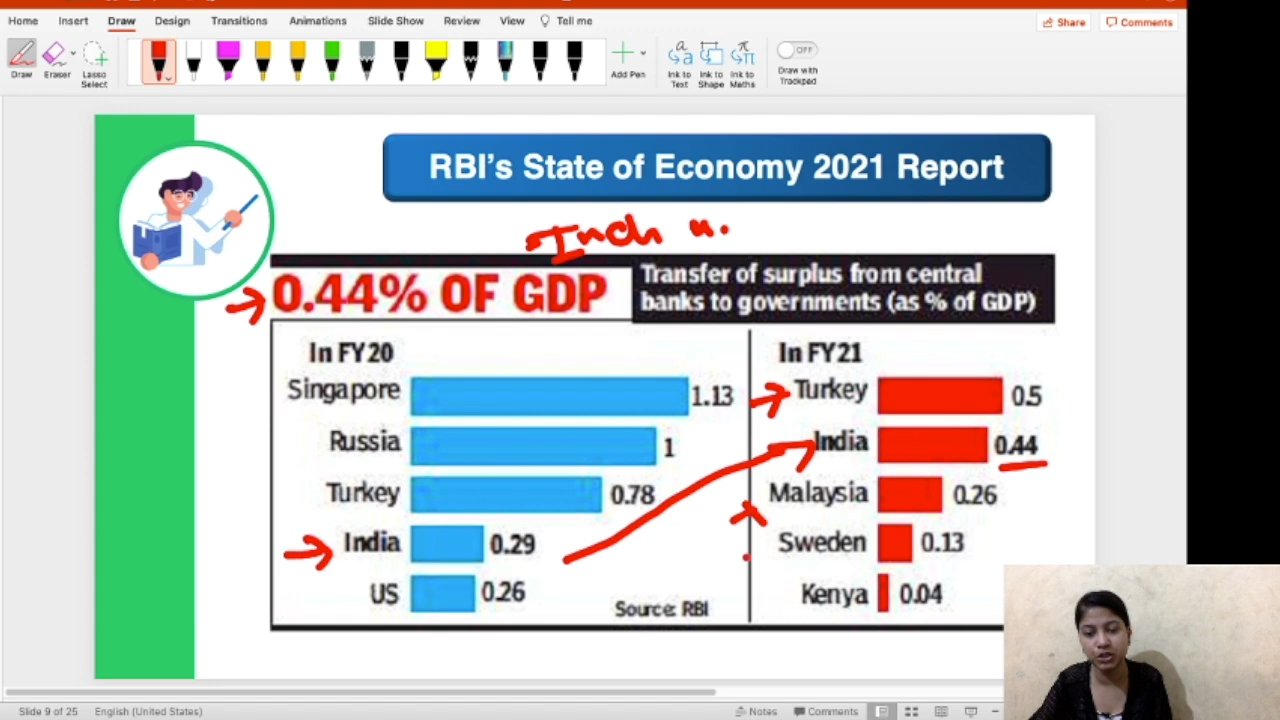 Home Insert Draw Design Transitions Animations Slide Show Review View Tell me
Share Comments
Draw Eraser Lasso Select
Add Pen
Ink to Text Ink to Shape Ink to Maths
OFF
Draw with Trackpad
RBI's State of Economy 2021 Report
0.44% OF GDP
Transfer of surplus from central
banks to governments (as % of GDP)
In FY20
Singapore 1.13
Russia 1
Turkey 0.78
India 0.29
US 0.26
Source: RBI
In FY21
Turkey 0.5
India 0.44
Malaysia 0.26
Sweden 0.13
Kenya 0.04
Slide 9 of 25 English (United States) Notes Comments